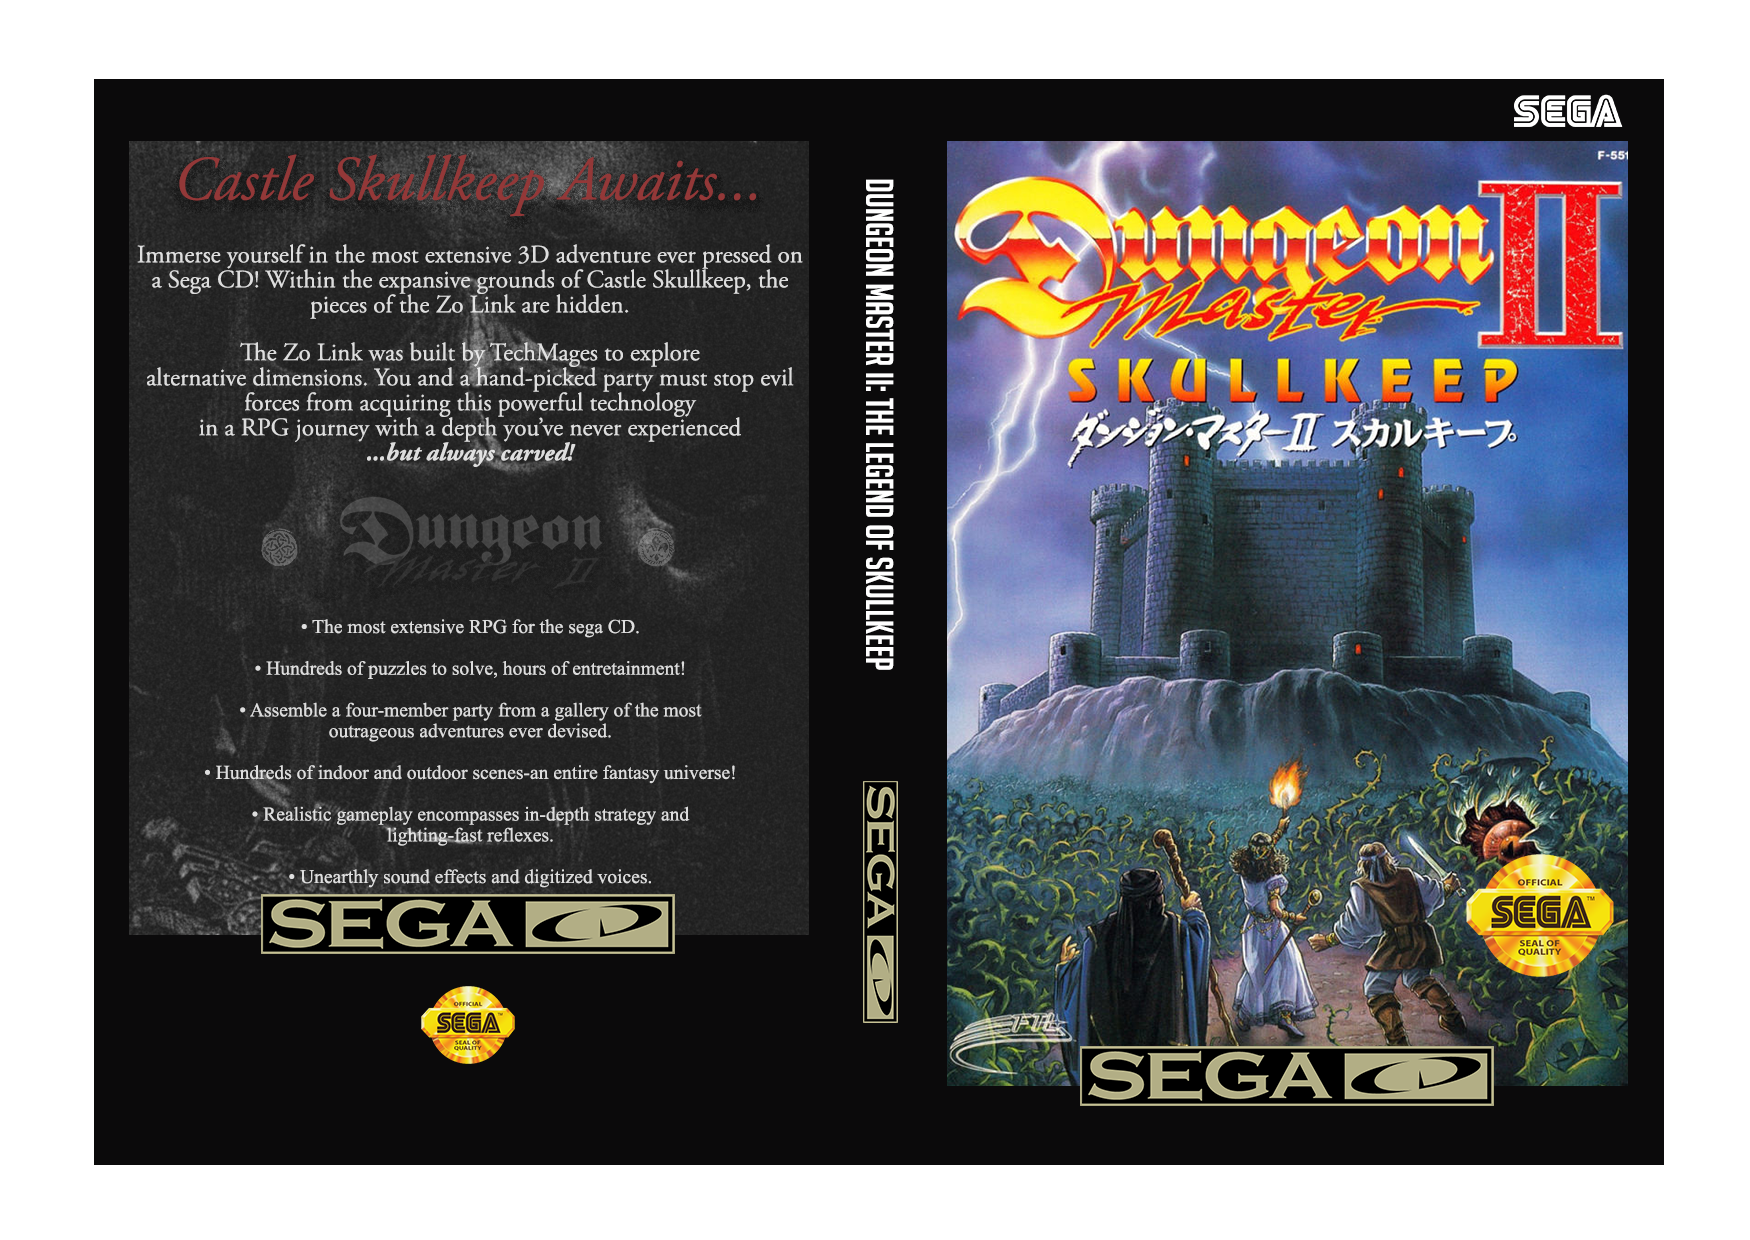 Castle Skullkeep Awaits...
Immerse yourself in the most extensive 3D adventure ever pressed on
a Sega CD! Within the expansive grounds of Castle Skullkeep, the
pieces of the Zo Link are hidden.
The Zo Link was built by TechMages to explore
alternative dimensions. You and a hand-picked party must stop evil
forces from acquiring this powerful technology
in a RPG journey with a depth you've never experienced
...but always carved!
Dungeon
Master II
• The most extensive RPG for the sega CD.
• Hundreds of puzzles to solve, hours of entretainment!
• Assemble a four-member party from a gallery of the most
outrageous adventures ever devised.
• Hundreds of indoor and outdoor scenes-an entire fantasy universe!
• Realistic gameplay encompasses in-depth strategy and
lighting-fast reflexes.
• Unearthly sound effects and digitized voices.
SEGA CD
OFFICIAL
SEGA™
SEAL OF
QUALITY
DUNGEON MASTER II: THE LEGEND OF SKULLKEEP
SEGA CD
SEGA
F-551
Dungeon II
Master
SKULLKEEP
ダンジョン・マスターII スカルキープ
OFFICIAL
SEGA™
SEAL OF
QUALITY
FTL
SEGA CD